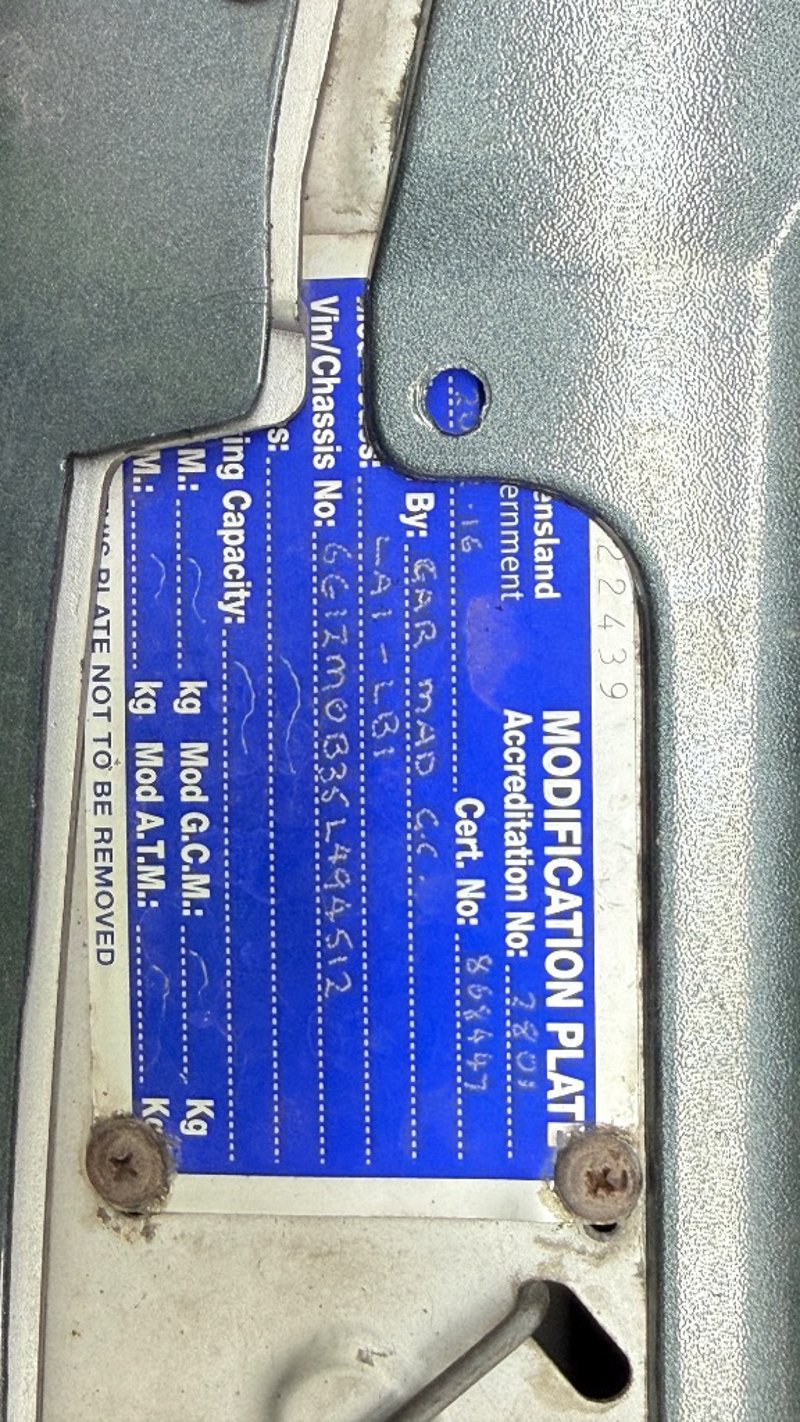 22439
ensland
ernment
MODIFICATION PLATE
Accreditation No: 2801
.16 Cert. No: 868447
By: GAR MAD G.C.
LA1-LB1
Vin/Chassis No: 6G1ZM0B35L494512
s:
ing Capacity:
M.: kg Mod G.C.M.: Kg
M.: kg Mod A.T.M.:
PLATE NOT TO BE REMOVED